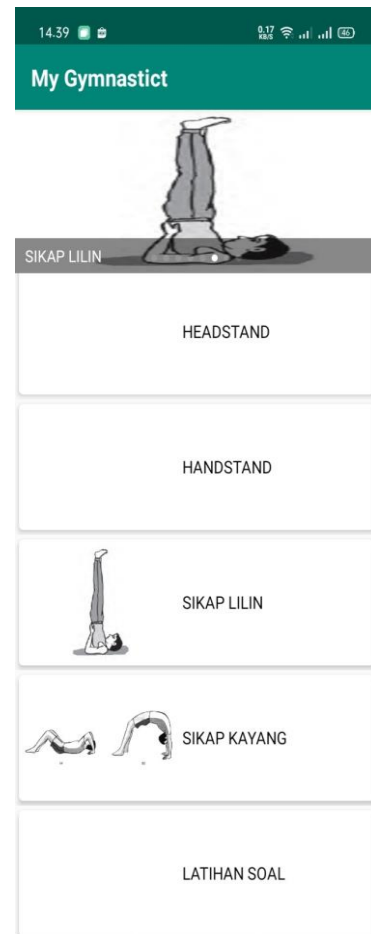 14.39
0.17
KB/S
46
My Gymnastict
SIKAP LILIN
HEADSTAND
HANDSTAND
SIKAP LILIN
SIKAP KAYANG
LATIHAN SOAL